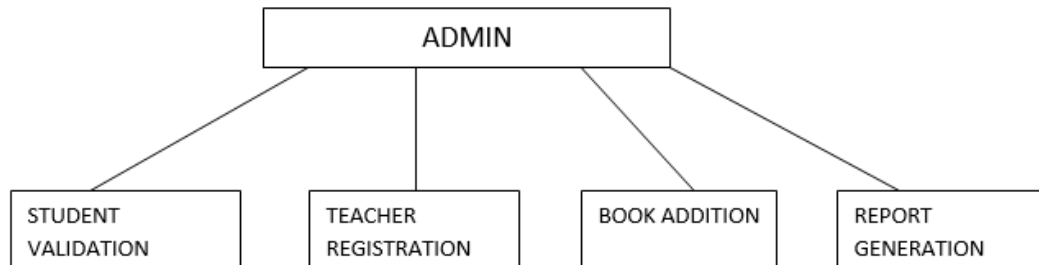 ADMIN
STUDENT
VALIDATION
TEACHER
REGISTRATION
BOOK ADDITION
REPORT
GENERATION